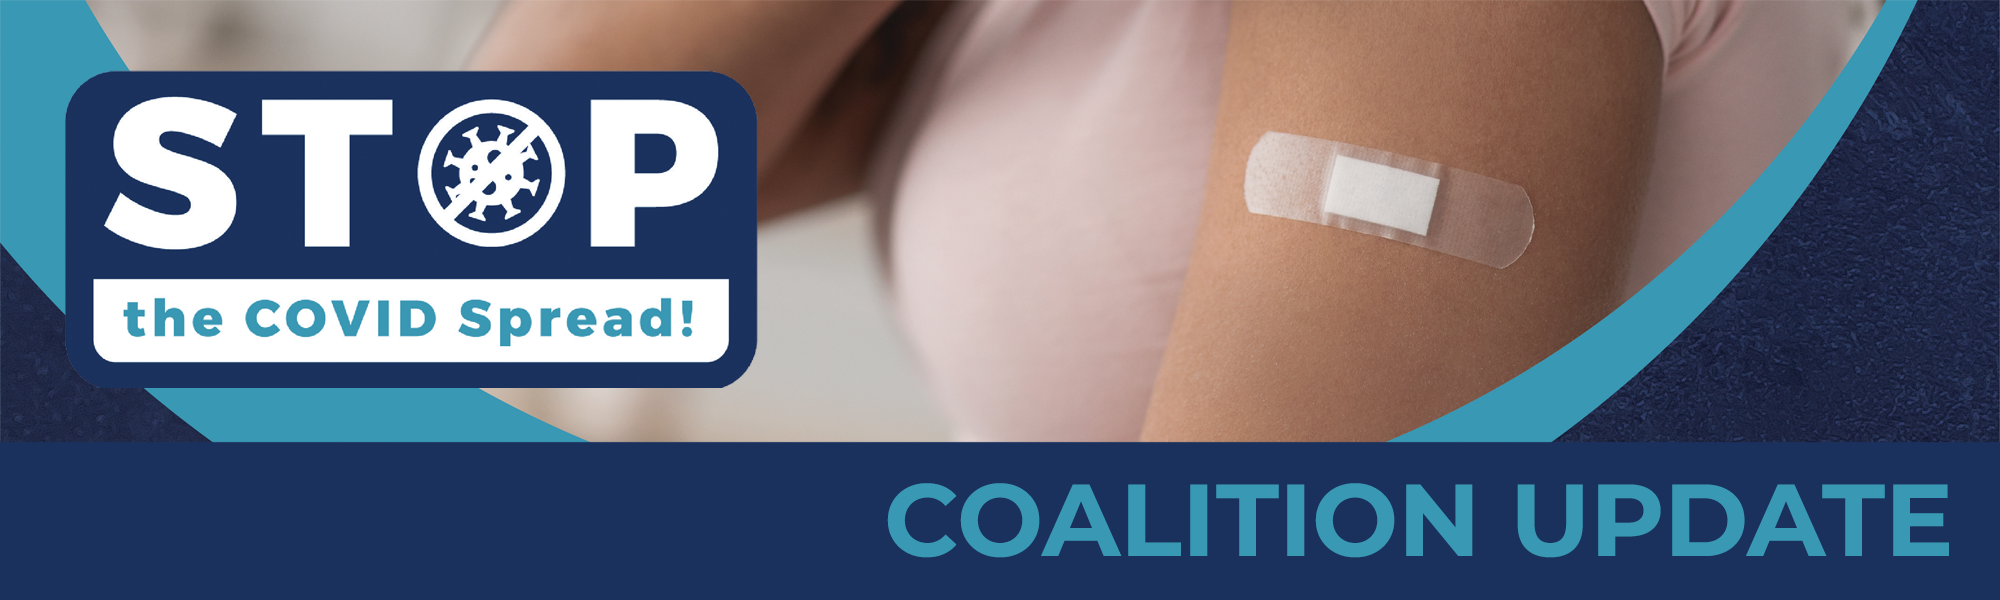 STOP
the COVID Spread!
COALITION UPDATE